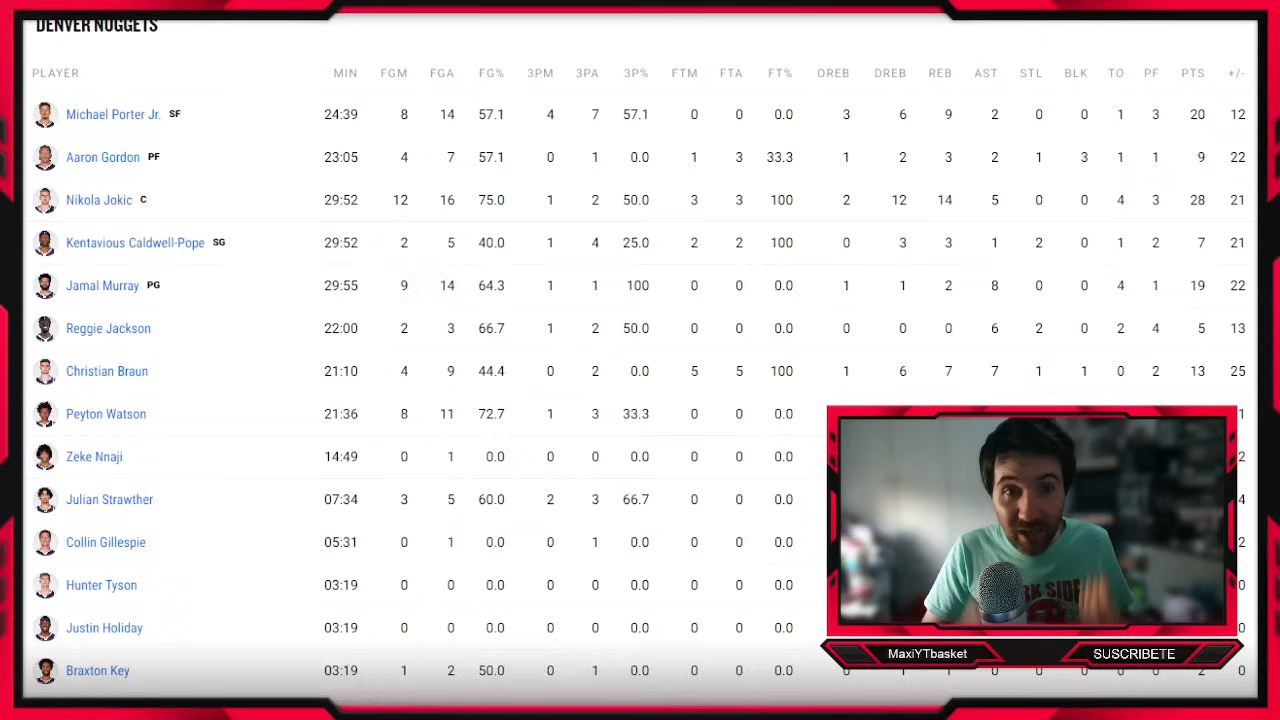 DENVER NUGGETS
PLAYER MIN FGM FGA FG% 3PM 3PA 3P% FTM FTA FT% OREB DREB REB AST STL BLK TO PF PTS +/-
Michael Porter Jr. SF 24:39 8 14 57.1 4 7 57.1 0 0 0.0 3 6 9 2 0 0 1 3 20 12
Aaron Gordon PF 23:05 4 7 57.1 0 1 0.0 1 3 33.3 1 2 3 2 1 3 1 1 9 22
Nikola Jokic C 29:52 12 16 75.0 1 2 50.0 3 3 100 2 12 14 5 0 0 4 3 28 21
Kentavious Caldwell-Pope SG 29:52 2 5 40.0 1 4 25.0 2 2 100 0 3 3 1 2 0 1 2 7 21
Jamal Murray PG 29:55 9 14 64.3 1 1 100 0 0 0.0 1 1 2 8 0 0 4 1 19 22
Reggie Jackson 22:00 2 3 66.7 1 2 50.0 0 0 0.0 0 0 0 6 2 0 2 4 5 13
Christian Braun 21:10 4 9 44.4 0 2 0.0 5 5 100 1 6 7 7 1 1 0 2 13 25
Peyton Watson 21:36 8 11 72.7 1 3 33.3 0 0 0.0 1
Zeke Nnaji 14:49 0 1 0.0 0 0 0.0 0 0 0.0 2
Julian Strawther 07:34 3 5 60.0 2 3 66.7 0 0 0.0 4
Collin Gillespie 05:31 0 1 0.0 0 1 0.0 0 0 0.0 2
Hunter Tyson 03:19 0 0 0.0 0 0 0.0 0 0 0.0 0
Justin Holiday 03:19 0 0 0.0 0 0 0.0 0 0 0.0 0
Braxton Key 03:19 1 2 50.0 0 1 0.0 0 0 0.0 0 1 1 0 0 0 0 0 2 0
RK SIDE
MaxiYTbasket
SUSCRIBETE